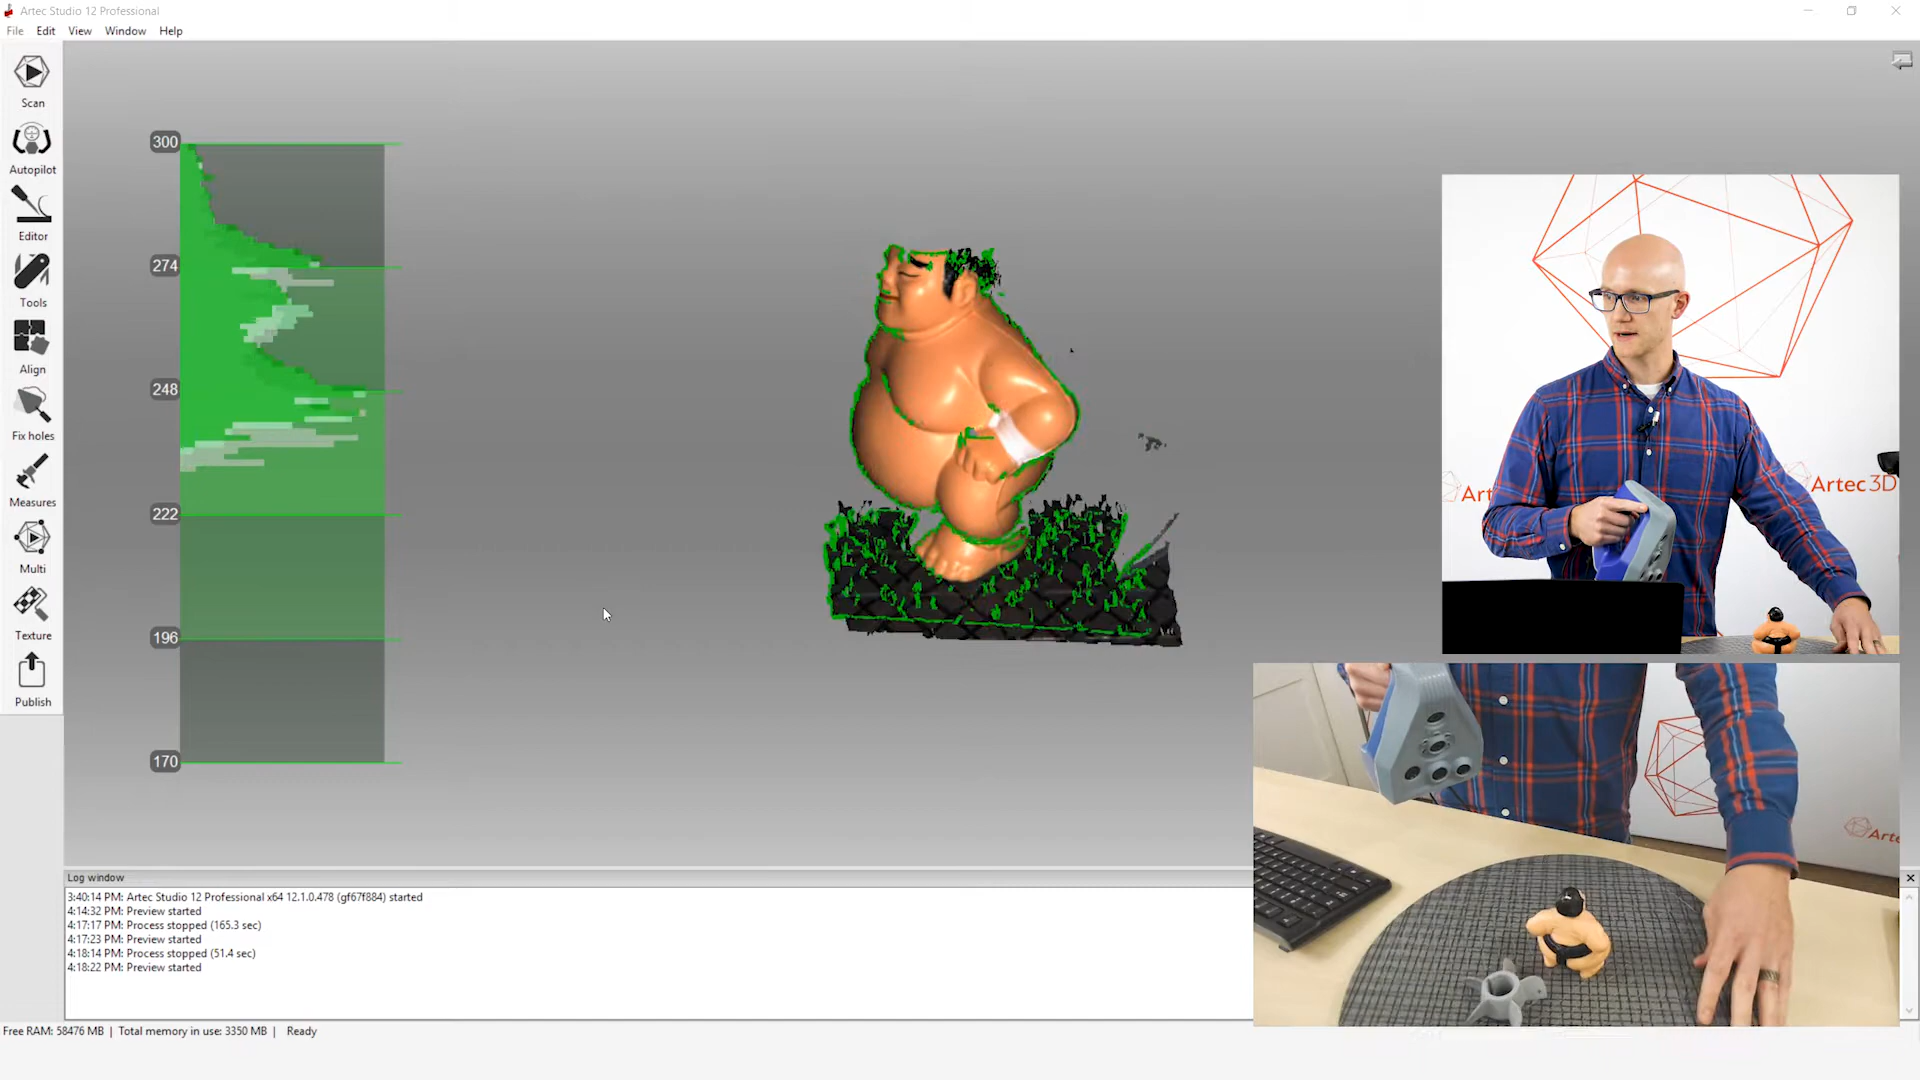 Artec Studio 12 Professional
File Edit View Window Help
Scan
Autopilot
Editor
Tools
Align
Fix holes
Measures
Multi
Texture
Publish
300
274
248
222
196
170
Artec 3D
Log window
3:40:14 PM: Artec Studio 12 Professional x64 12.1.0.478 (gf67f884) started
4:14:32 PM: Preview started
4:17:17 PM: Process stopped (165.3 sec)
4:17:23 PM: Preview started
4:18:14 PM: Process stopped (51.4 sec)
4:18:22 PM: Preview started
Free RAM: 58476 MB | Total memory in use: 3350 MB | Ready
Art
Arte